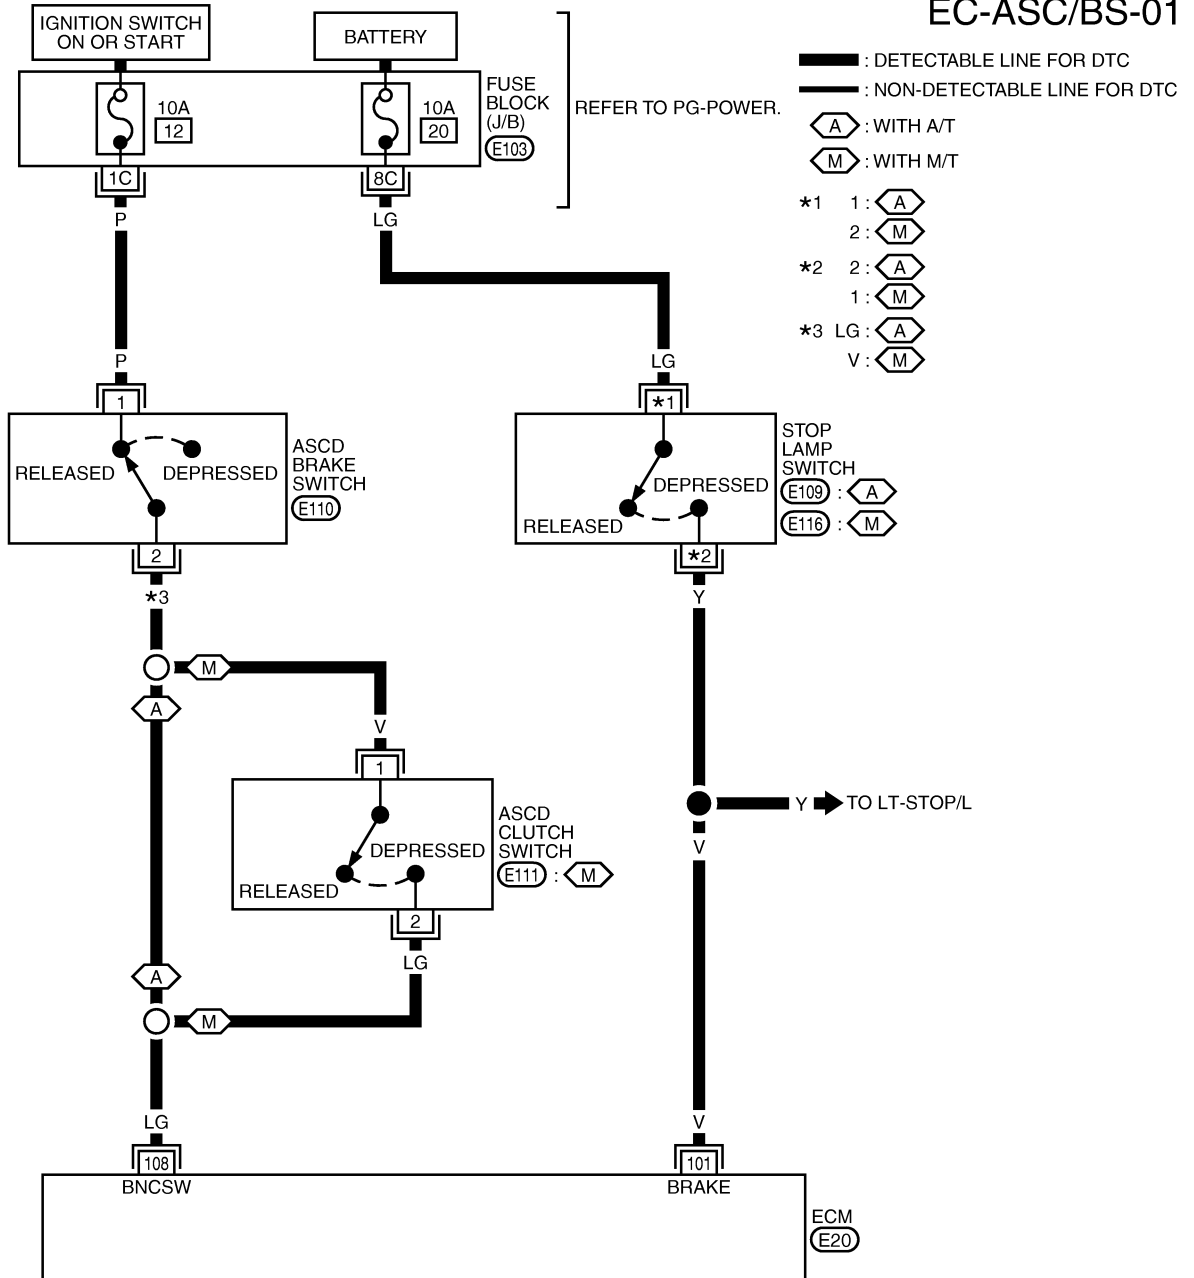 EC-ASC/BS-01
IGNITION SWITCH
ON OR START
BATTERY
10A
12
10A
20
FUSE
BLOCK
(J/B)
E103
REFER TO PG-POWER.
: DETECTABLE LINE FOR DTC
: NON-DETECTABLE LINE FOR DTC
A : WITH A/T
M : WITH M/T
*1 1 : A
2 : M
*2 2 : A
1 : M
*3 LG : A
V : M
1C
8C
P
LG
P
LG
1
*1
RELEASED
DEPRESSED
ASCD
BRAKE
SWITCH
E110
DEPRESSED
RELEASED
STOP
LAMP
SWITCH
E109 : A
E116 : M
2
*2
*3
Y
M
A
V
1
DEPRESSED
RELEASED
ASCD
CLUTCH
SWITCH
E111 : M
2
LG
Y
TO LT-STOP/L
V
A
M
LG
V
108
101
BNCSW
BRAKE
ECM
E20